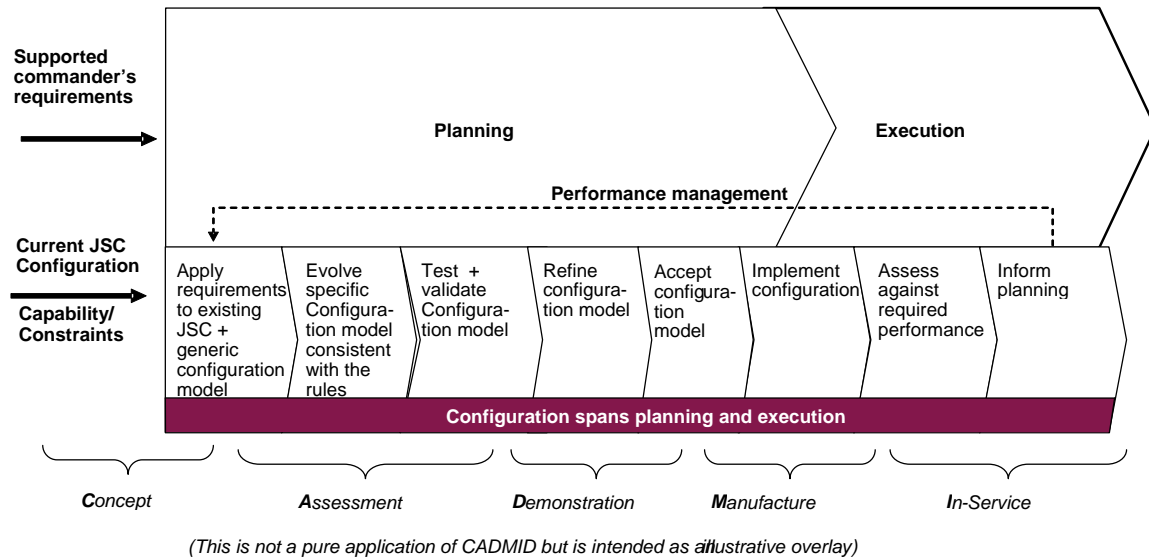 Supported
commander's
requirements
Planning
Execution
Performance management
Current JSC
Configuration
Capability/
Constraints
Apply
requirements
to existing
JSC +
generic
configuration
model
Evolve
specific
Configura-
tion model
consistent
with the
rules
Test +
validate
Configura-
tion model
Refine
configura-
tion model
Accept
configura-
tion
model
Implement
configuration
Assess
against
required
performance
Inform
planning
Configuration spans planning and execution
Concept
Assessment
Demonstration
Manufacture
In-Service
(This is not a pure application of CADMID but is intended as an illustrative overlay)